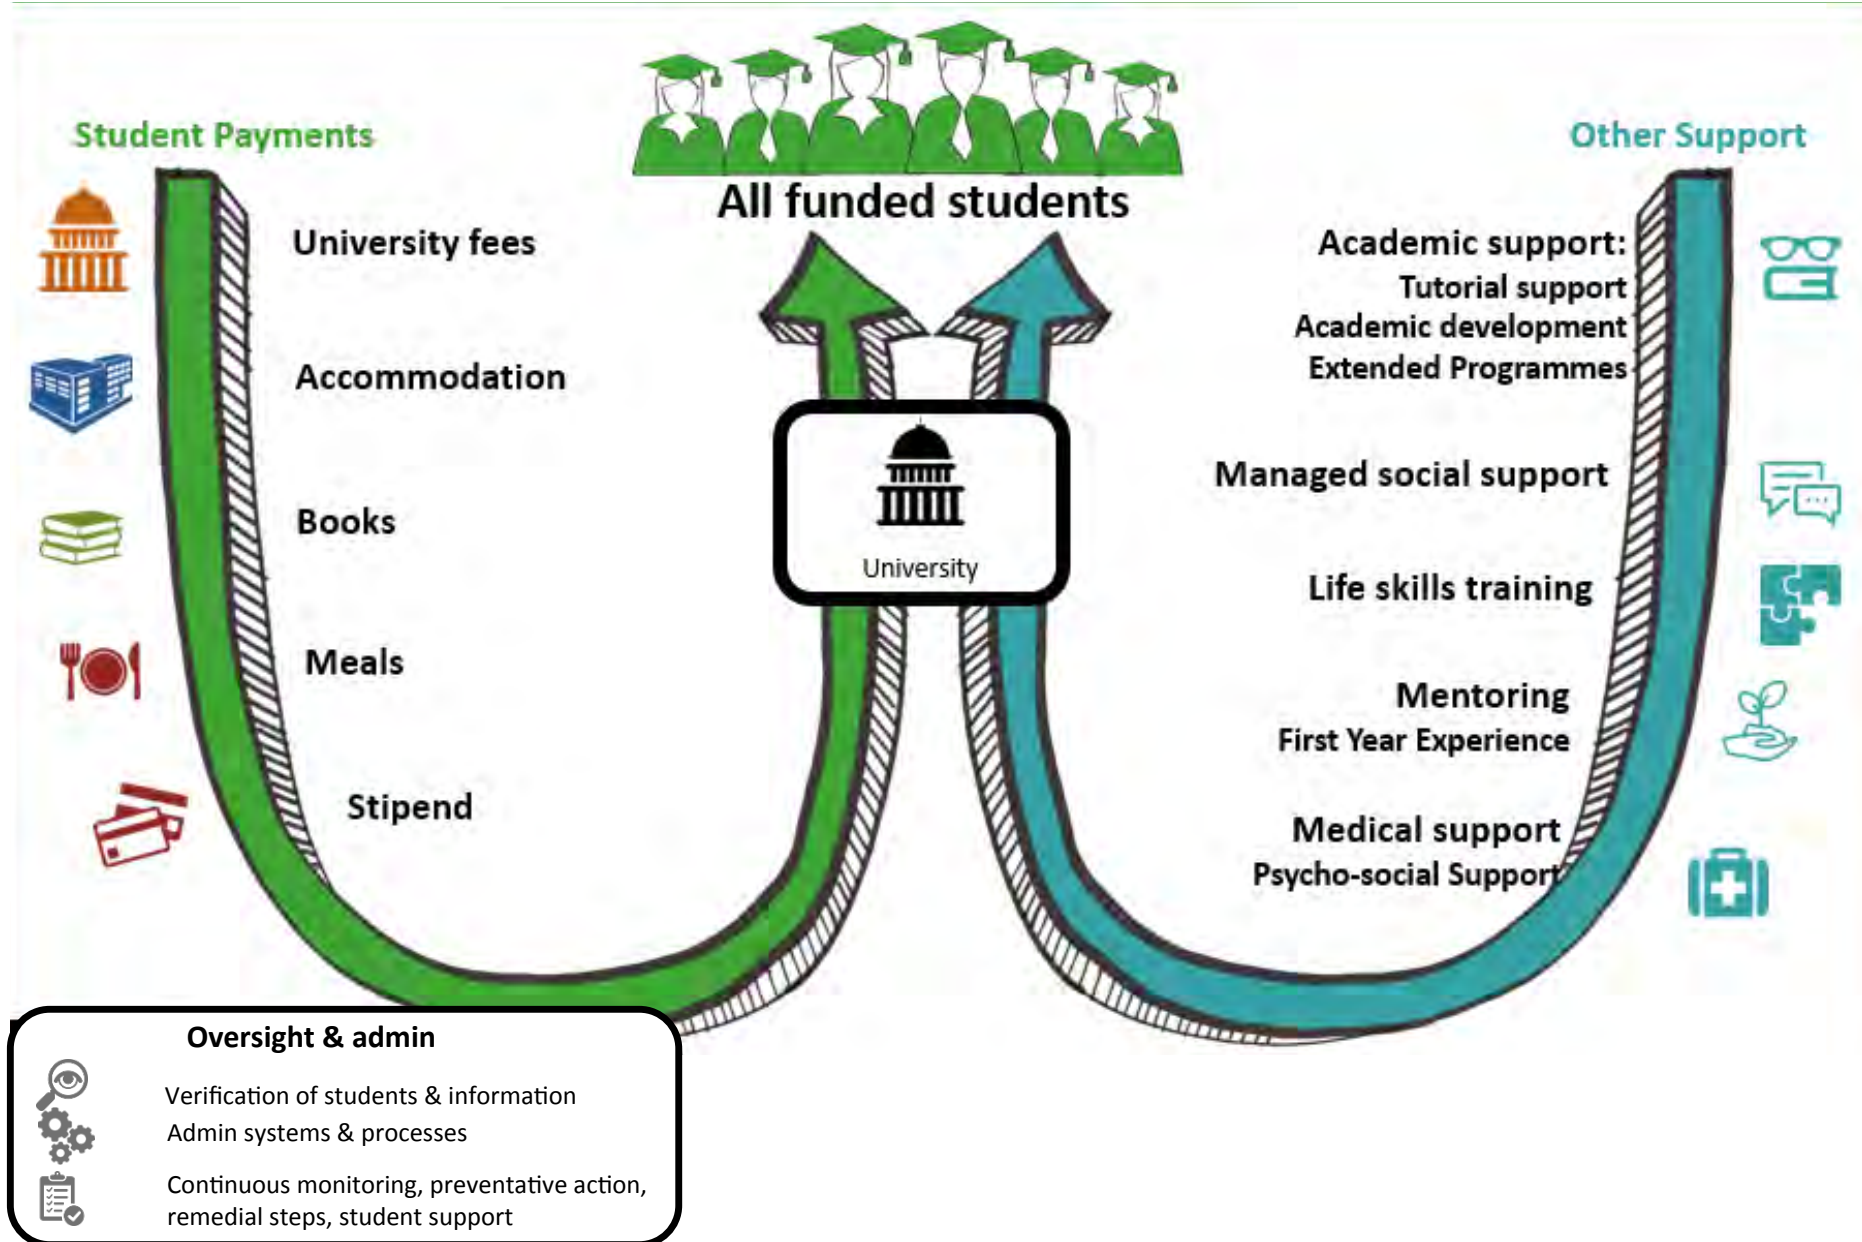 Student Payments
University fees
Accommodation
Books
Meals
Stipend
All funded students
University
Other Support
Academic support:
Tutorial support
Academic development
Extended Programmes
Managed social support
Life skills training
Mentoring
First Year Experience
Medical support
Psycho-social Support
Oversight & admin
Verification of students & information
Admin systems & processes
Continuous monitoring, preventative action,
remedial steps, student support